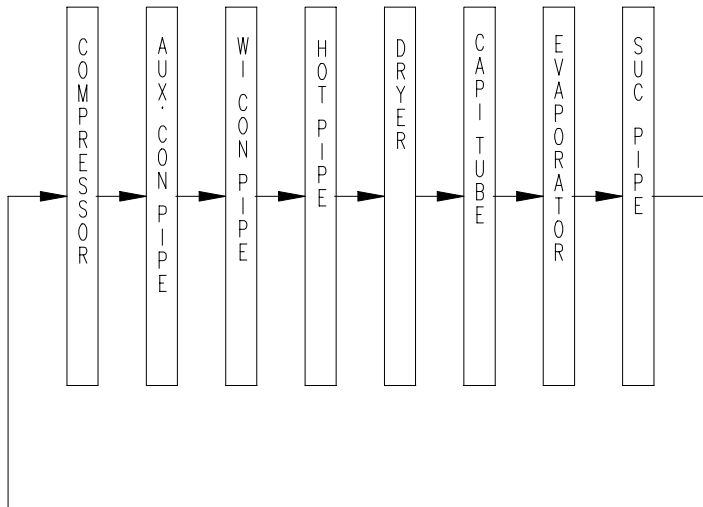 COMPRESSOR
AUX. CON PIPE
WI CON PIPE
HOT PIPE
DRYER
CAPI TUBE
EVAPORATOR
SUC PIPE